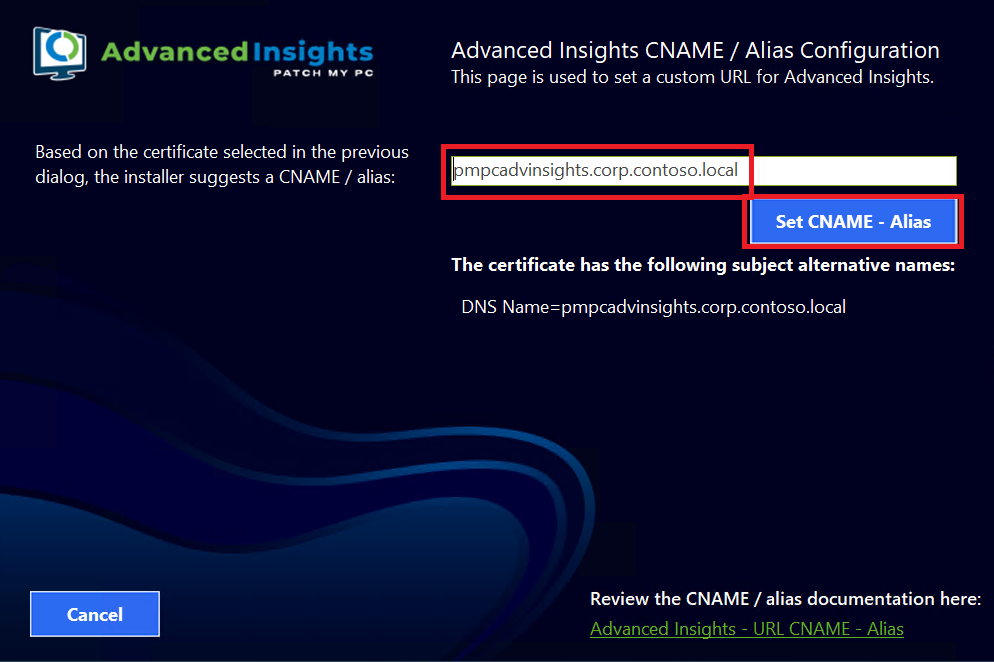 Advanced Insights
PATCH MY PC
Advanced Insights CNAME / Alias Configuration
This page is used to set a custom URL for Advanced Insights.
Based on the certificate selected in the previous
dialog, the installer suggests a CNAME / alias:
pmpcadvinsights.corp.contoso.local
Set CNAME - Alias
The certificate has the following subject alternative names:
DNS Name=pmpcadvinsights.corp.contoso.local
Cancel
Review the CNAME / alias documentation here:
Advanced Insights - URL CNAME - Alias